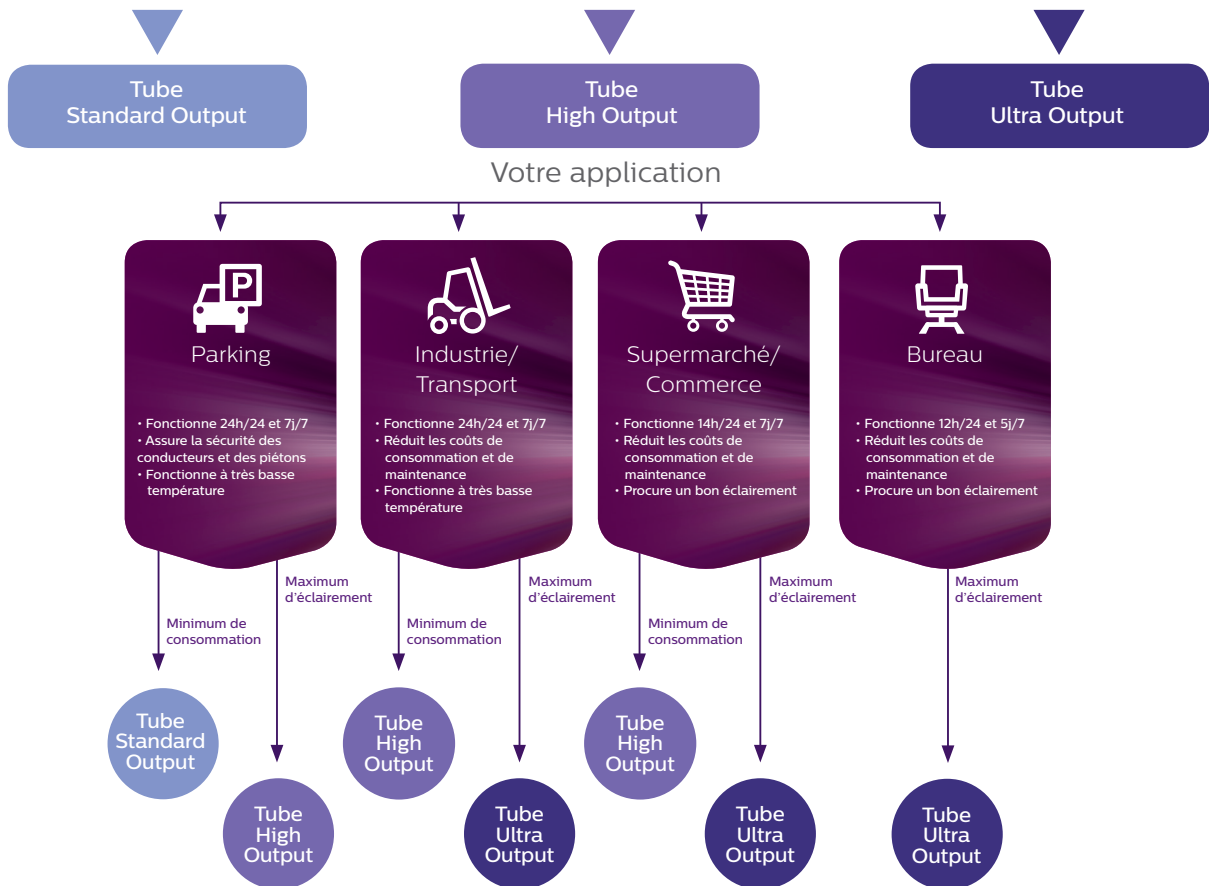 Tube
Standard Output
Tube
High Output
Tube
Ultra Output
Votre application
P
Parking
• Fonctionne 24h/24 et 7j/7
• Assure la sécurité des
conducteurs et des piétons
• Fonctionne à très basse
température
Industrie/
Transport
• Fonctionne 24h/24 et 7j/7
• Réduit les coûts de
consommation et de
maintenance
• Fonctionne à très basse
température
Supermarché/
Commerce
• Fonctionne 14h/24 et 7j/7
• Réduit les coûts de
consommation et de
maintenance
• Procure un bon éclairement
Bureau
• Fonctionne 12h/24 et 5j/7
• Réduit les coûts de
consommation et de
maintenance
• Procure un bon éclairement
Minimum de
consommation
Maximum
d'éclairement
Minimum de
consommation
Maximum
d'éclairement
Minimum de
consommation
Maximum
d'éclairement
Maximum
d'éclairement
Tube
Standard
Output
Tube
High
Output
Tube
High
Output
Tube
Ultra
Output
Tube
High
Output
Tube
Ultra
Output
Tube
Ultra
Output